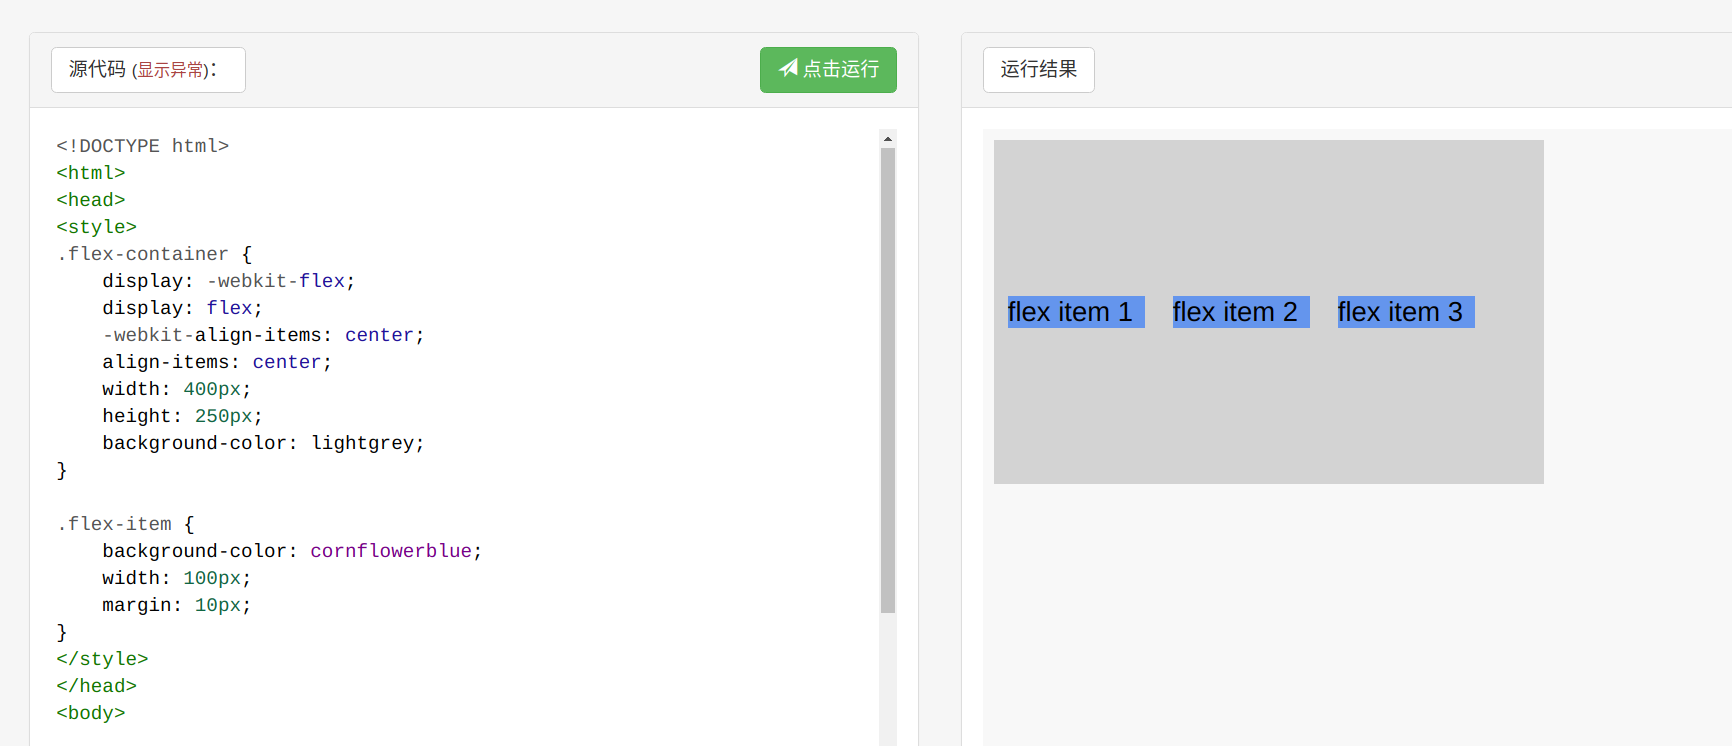 源代码 (显示异常)：
点击运行
<!DOCTYPE html>
<html>
<head>
<style>
.flex-container {
    display: -webkit-flex;
    display: flex;
    -webkit-align-items: center;
    align-items: center;
    width: 400px;
    height: 250px;
    background-color: lightgrey;
}

.flex-item {
    background-color: cornflowerblue;
    width: 100px;
    margin: 10px;
}
</style>
</head>
<body>
运行结果
flex item 1 flex item 2 flex item 3